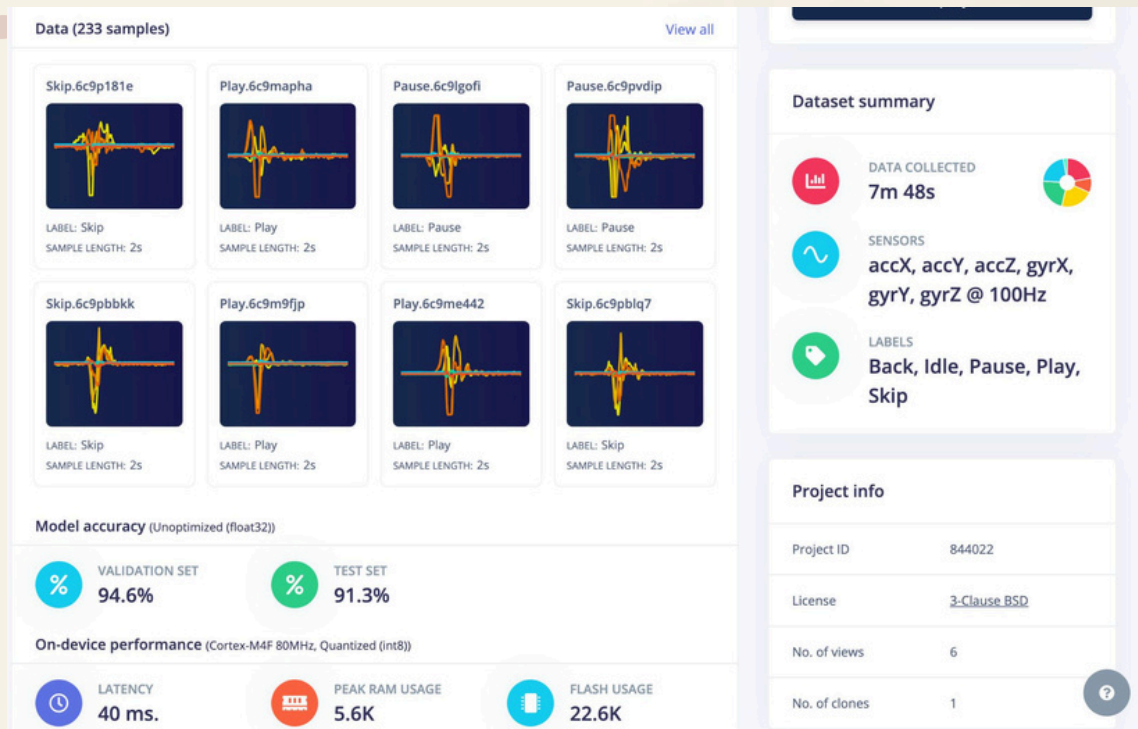 Data (233 samples)
View all
Skip.6c9p181e
Play.6c9mapha
Pause.6c9lgofi
Pause.6c9pvdip
LABEL: Skip
LABEL: Play
LABEL: Pause
LABEL: Pause
SAMPLE LENGTH: 2s
SAMPLE LENGTH: 2s
SAMPLE LENGTH: 2s
SAMPLE LENGTH: 2s
Skip.6c9pbbkk
Play.6c9m9fjp
Play.6c9me442
Skip.6c9pblq7
LABEL: Skip
LABEL: Play
LABEL: Play
LABEL: Skip
SAMPLE LENGTH: 2s
SAMPLE LENGTH: 2s
SAMPLE LENGTH: 2s
SAMPLE LENGTH: 2s
Model accuracy (Unoptimized (float32))
%
VALIDATION SET
94.6%
%
TEST SET
91.3%
On-device performance (Cortex-M4F 80MHz, Quantized (int8))
LATENCY
40 ms.
PEAK RAM USAGE
5.6K
FLASH USAGE
22.6K
Dataset summary
DATA COLLECTED
7m 48s
SENSORS
accX, accY, accZ, gyrX,
gyrY, gyrZ @ 100Hz
LABELS
Back, Idle, Pause, Play,
Skip
Project info
Project ID 844022
License 3-Clause BSD
No. of views 6
No. of clones 1
?